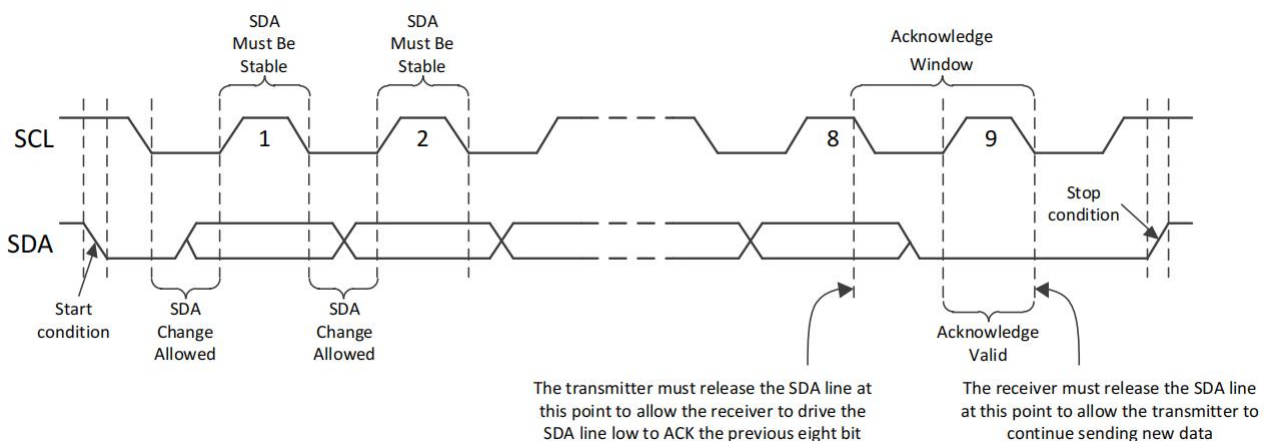 SDA
Must Be
Stable
SDA
Must Be
Stable
Acknowledge
Window
SCL
1
2
8
9
SDA
Stop
condition
Start
condition
SDA
Change
Allowed
SDA
Change
Allowed
Acknowledge
Valid
The transmitter must release the SDA line at
this point to allow the receiver to drive the
SDA line low to ACK the previous eight bit
The receiver must release the SDA line
at this point to allow the transmitter to
continue sending new data